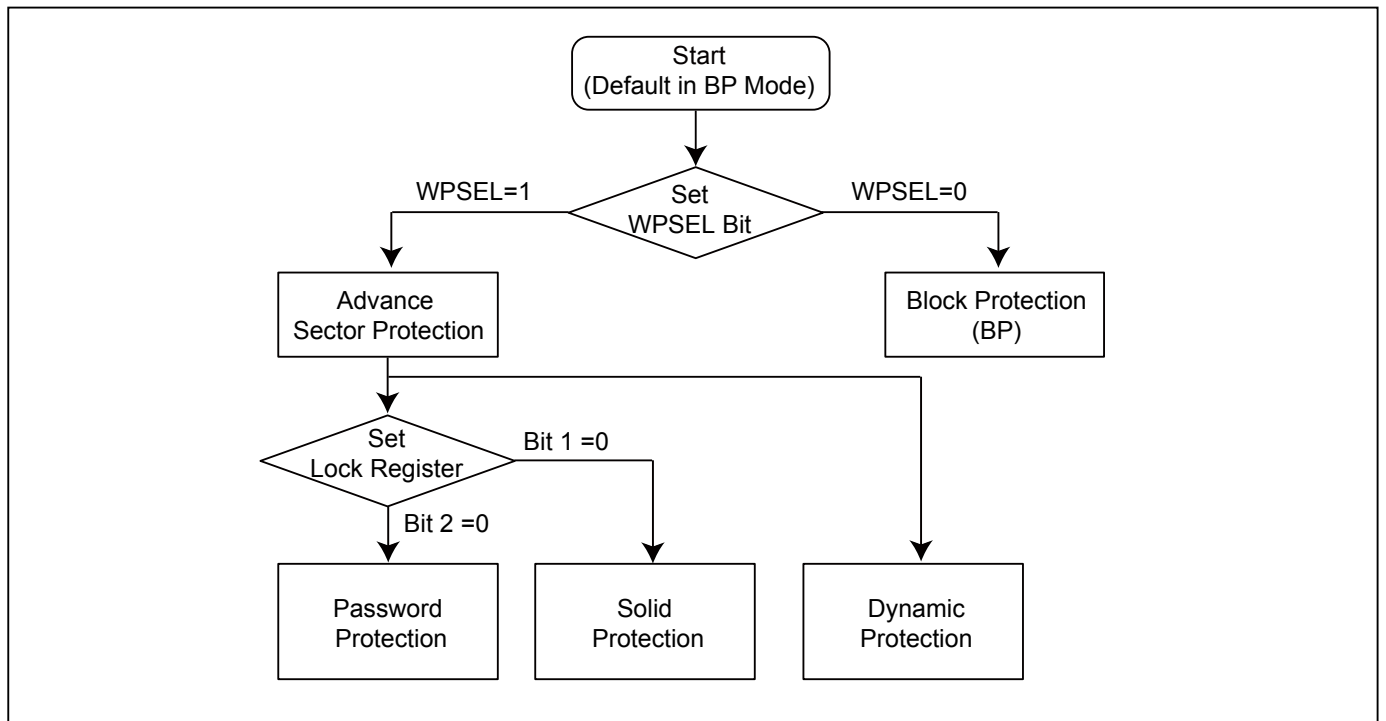 Start
(Default in BP Mode)
WPSEL=1
Set
WPSEL Bit
WPSEL=0
Advance
Sector Protection
Block Protection
(BP)
Set
Lock Register
Bit 1 =0
Bit 2 =0
Password
Protection
Solid
Protection
Dynamic
Protection